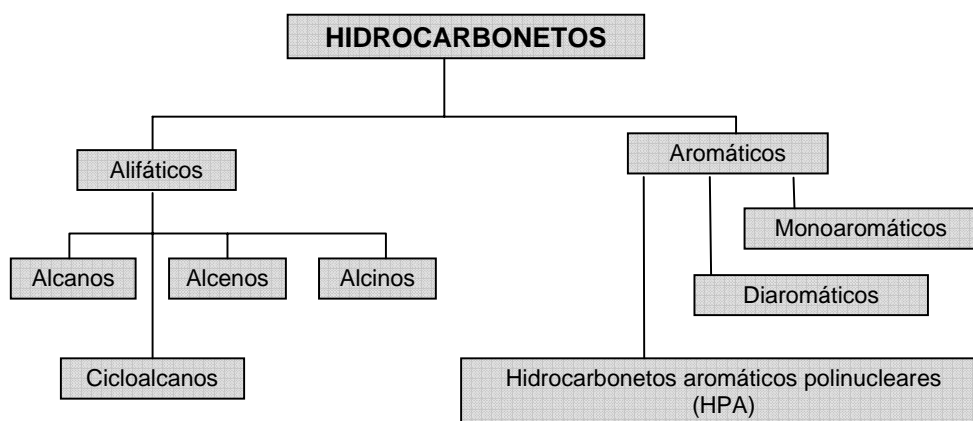 HIDROCARBONETOS
Alifáticos
Aromáticos
Monoaromáticos
Alcanos
Alcenos
Alcinos
Diaromáticos
Cicloalcanos
Hidrocarbonetos aromáticos polinucleares
(HPA)